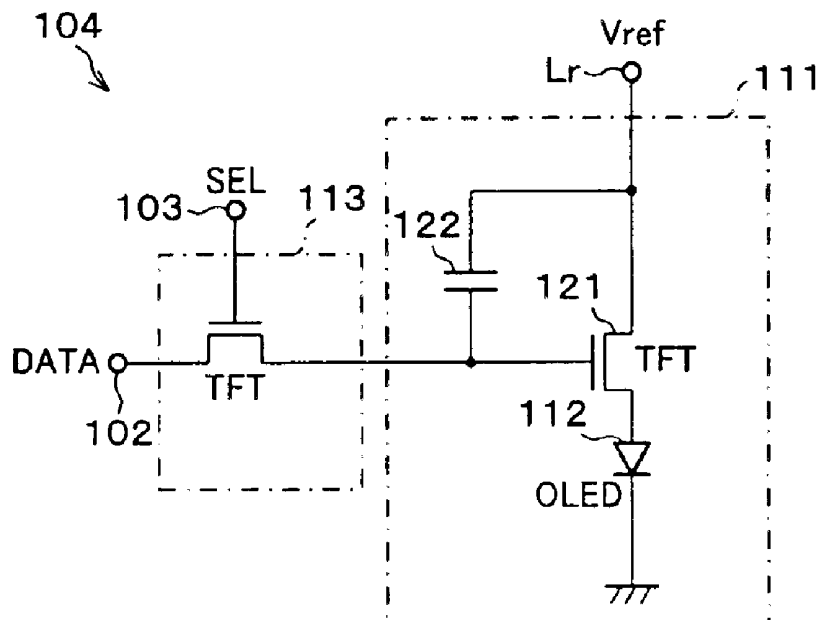 104
Vref
Lr
111
SEL
103
113
122
121
DATA
TFT
TFT
102
112
OLED